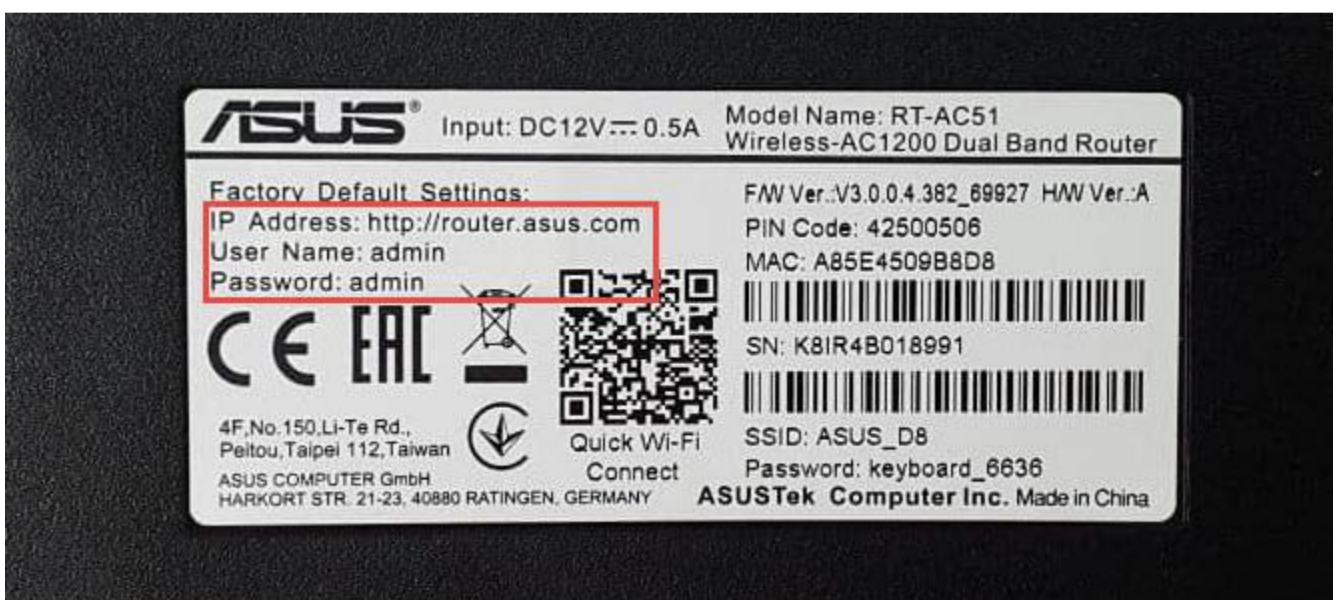 ASUS® Input: DC12V⎓0.5A
Model Name: RT-AC51
Wireless-AC1200 Dual Band Router
Factory Default Settings:
IP Address: http://router.asus.com
User Name: admin
Password: admin
CE EAC
4F,No.150,Li-Te Rd.,
Peitou,Taipei 112,Taiwan
ASUS COMPUTER GmbH
HARKORT STR. 21-23, 40880 RATINGEN, GERMANY
Quick Wi-Fi
Connect
F/W Ver.:V3.0.0.4.382_69927 H/W Ver.:A
PIN Code: 42500506
MAC: A85E4509B8D8
SN: K8IR4B018991
SSID: ASUS_D8
Password: keyboard_6636
ASUSTek Computer Inc. Made in China